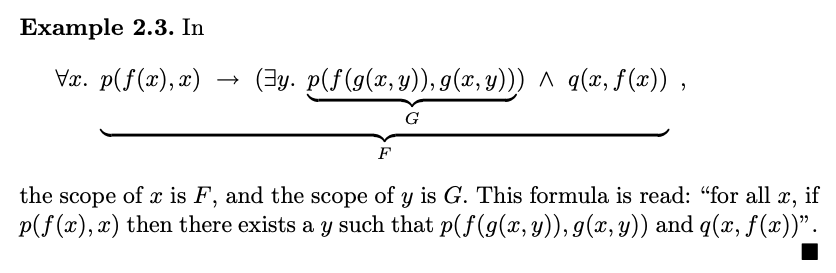 Example 2.3. In
∀x. p(f(x), x) → (∃y. p(f(g(x, y)), g(x, y))) ∧ q(x, f(x)) ,
G
F
the scope of x is F, and the scope of y is G. This formula is read: “for all x, if
p(f(x), x) then there exists a y such that p(f(g(x, y)), g(x, y)) and q(x, f(x))”.
■